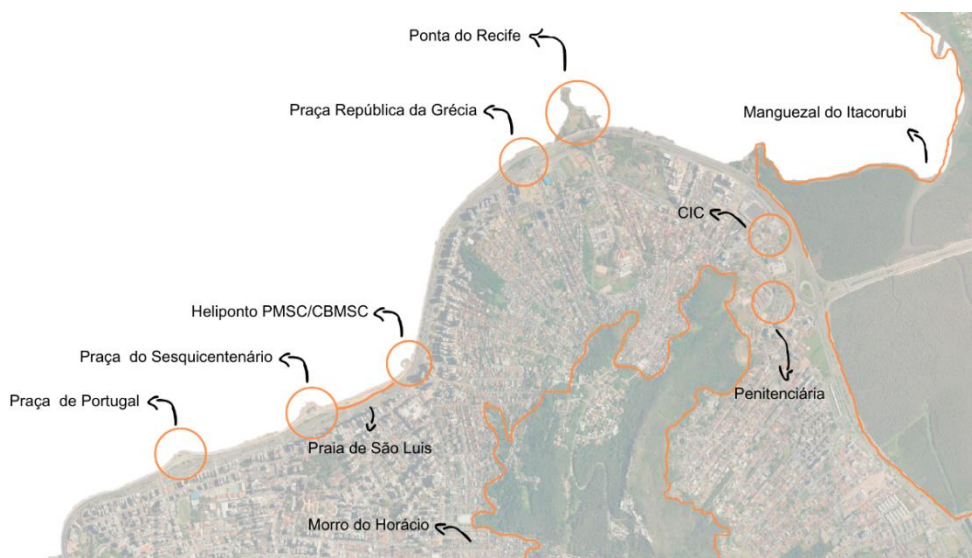 Ponta do Recife
Praça República da Grécia
Manguezal do Itacorubi
CIC
Heliponto PMSC/CBMSC
Praça do Sesquicentenário
Praça de Portugal
Penitenciária
Praia de São Luis
Morro do Horácio